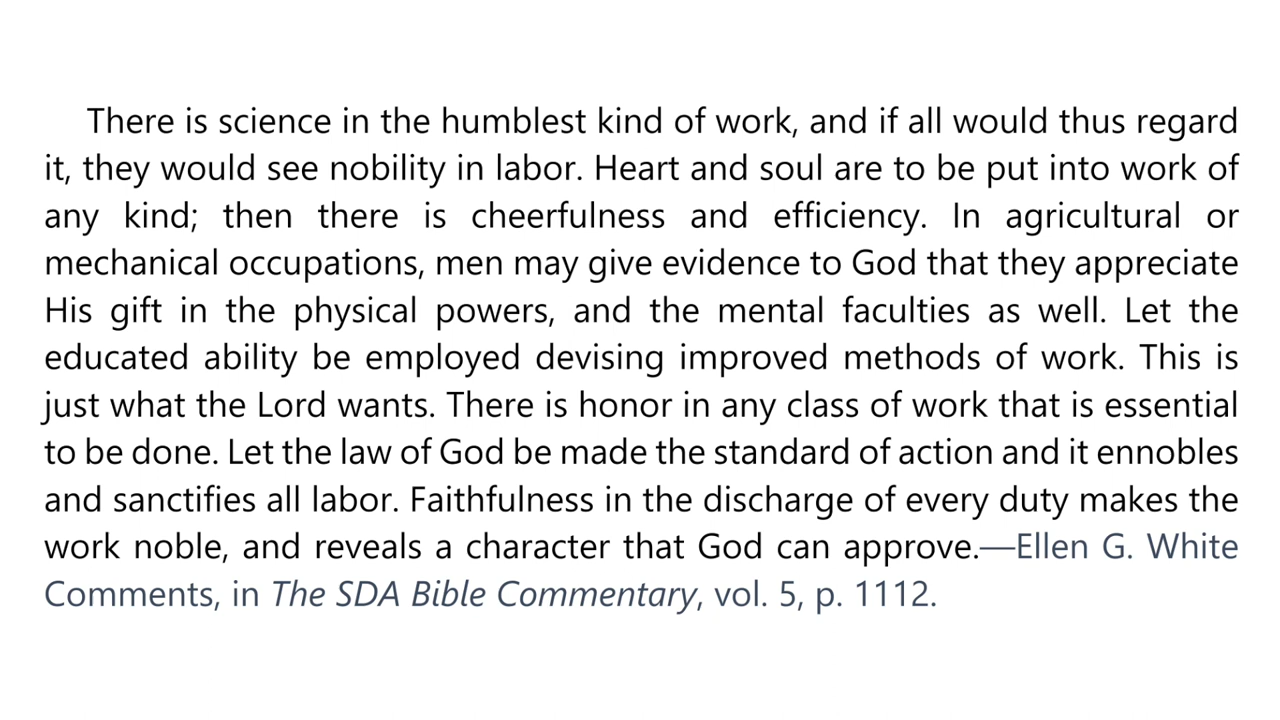 There is science in the humblest kind of work, and if all would thus regard
it, they would see nobility in labor. Heart and soul are to be put into work of
any kind; then there is cheerfulness and efficiency. In agricultural or
mechanical occupations, men may give evidence to God that they appreciate
His gift in the physical powers, and the mental faculties as well. Let the
educated ability be employed devising improved methods of work. This is
just what the Lord wants. There is honor in any class of work that is essential
to be done. Let the law of God be made the standard of action and it ennobles
and sanctifies all labor. Faithfulness in the discharge of every duty makes the
work noble, and reveals a character that God can approve.—Ellen G. White
Comments, in The SDA Bible Commentary, vol. 5, p. 1112.